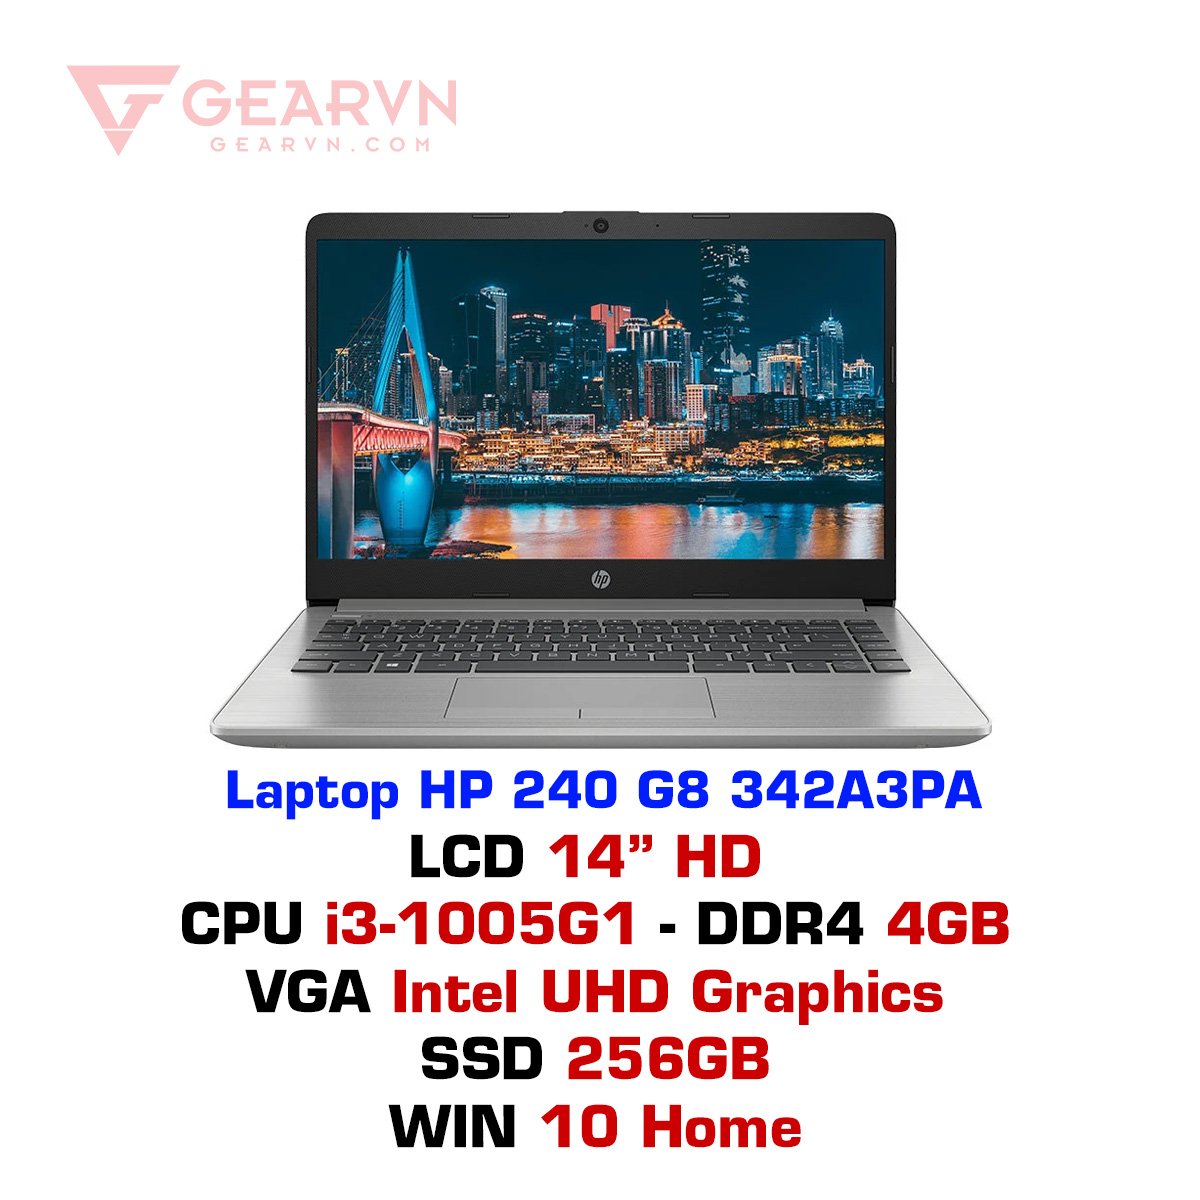 GEARVN
GEARVN.COM
hp
Laptop HP 240 G8 342A3PA
LCD 14” HD
CPU i3-1005G1 - DDR4 4GB
VGA Intel UHD Graphics
SSD 256GB
WIN 10 Home